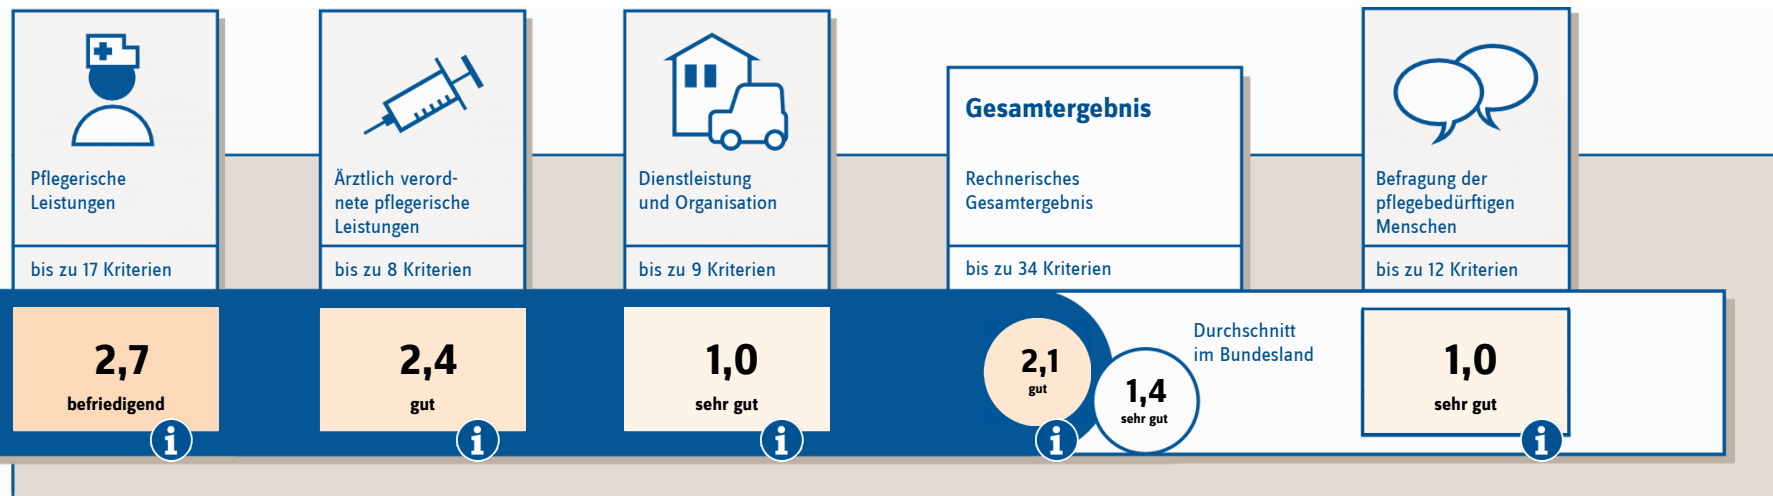 Pflegerische
Leistungen
bis zu 17 Kriterien
2,7
befriedigend
i
Ärztlich verord-
nete pflegerische
Leistungen
bis zu 8 Kriterien
2,4
gut
i
Dienstleistung
und Organisation
bis zu 9 Kriterien
1,0
sehr gut
i
Gesamtergebnis
Rechnerisches
Gesamtergebnis
bis zu 34 Kriterien
2,1
gut
i
1,4
sehr gut
Durchschnitt
im Bundesland
Befragung der
pflegebedürftigen
Menschen
bis zu 12 Kriterien
1,0
sehr gut
i